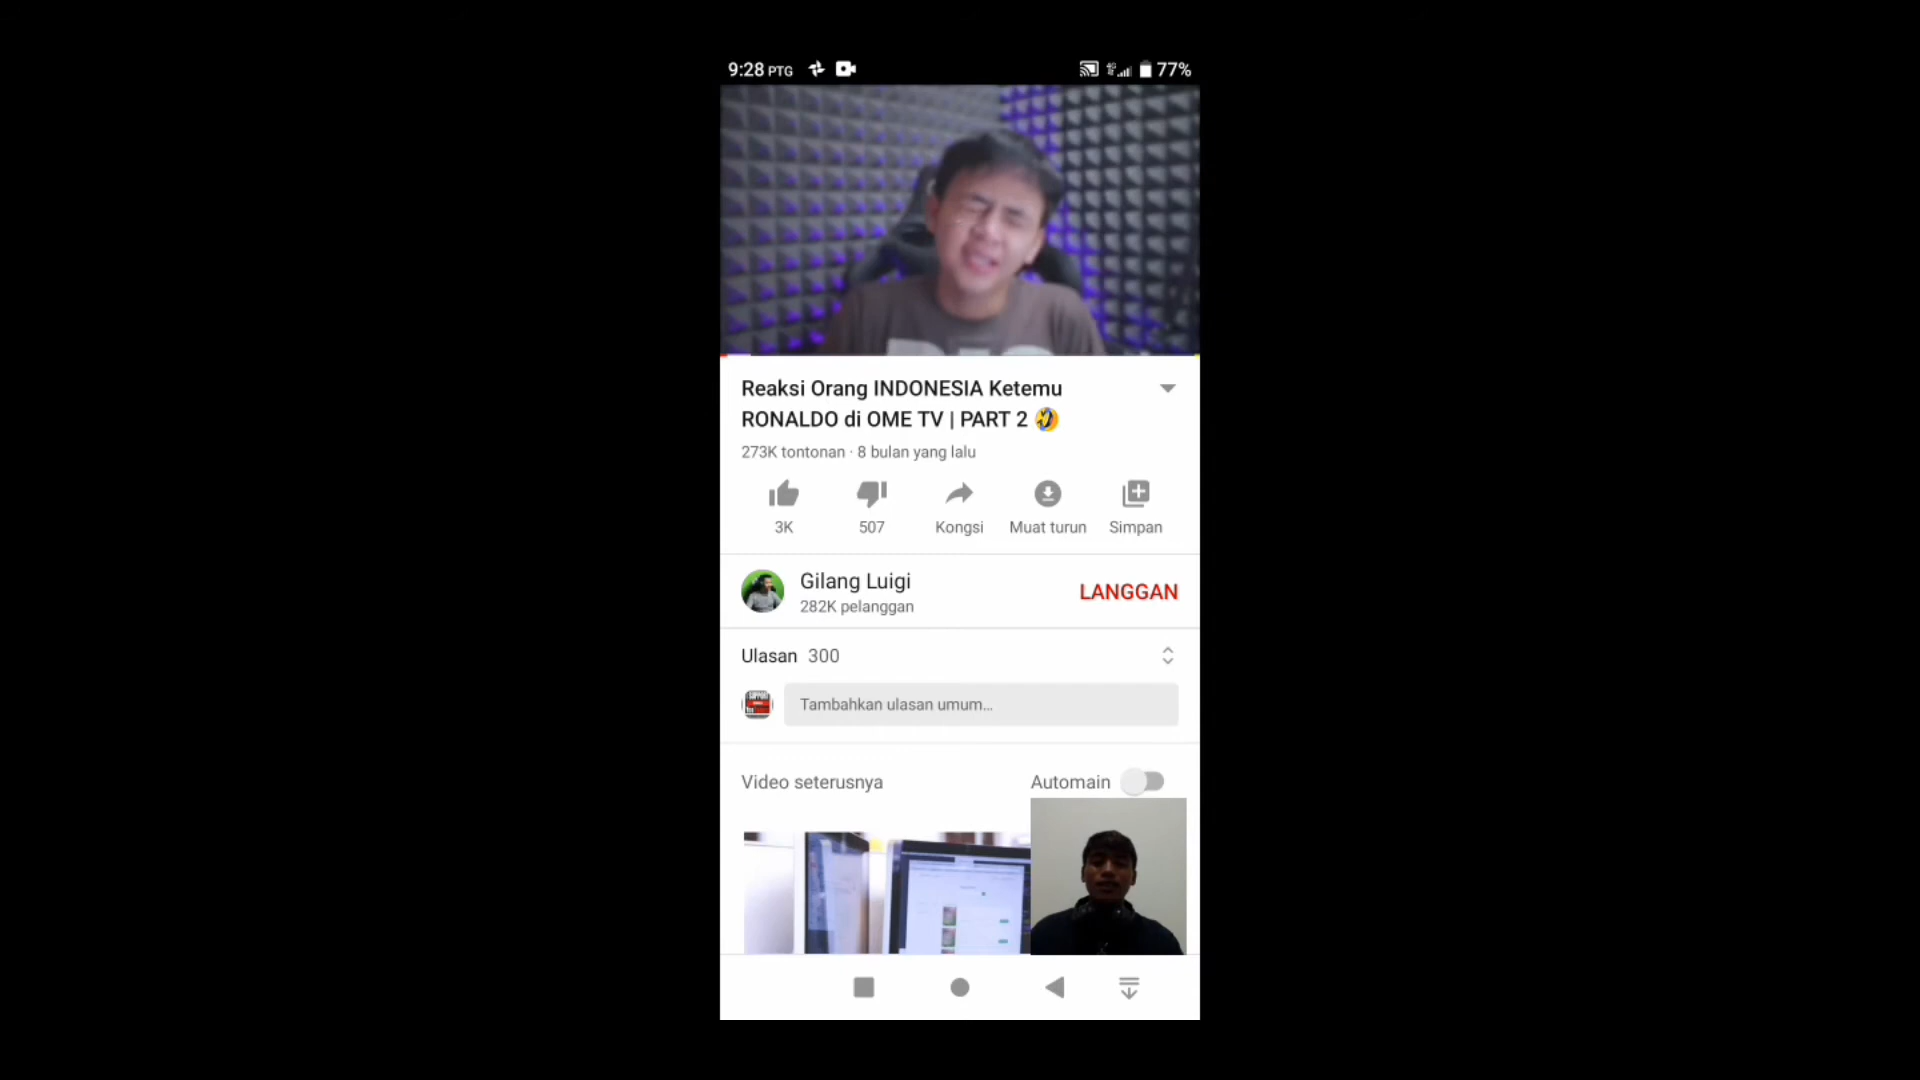 9:28 PTG
77%
Reaksi Orang INDONESIA Ketemu
RONALDO di OME TV | PART 2 🤣
273K tontonan · 8 bulan yang lalu
3K
507
Kongsi
Muat turun
Simpan
Gilang Luigi
LANGGAN
282K pelanggan
Ulasan 300
Tambahkan ulasan umum...
Video seterusnya
Automain